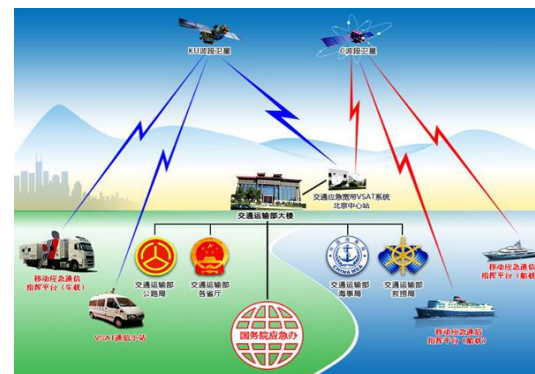 KU波段卫星
C波段卫星
交通运输部大楼
交通应急宽带VSAT系统
北京中心站
移动应急通信
指挥平台（车载）
VSAT通信小站
交通运输部
公路局
交通运输部
各省厅
国务院应急办
CHINA MSA
交通运输部
海事局
交通运输部
救捞局
移动应急通信
指挥平台（船载）
移动应急通信
指挥平台（船载）